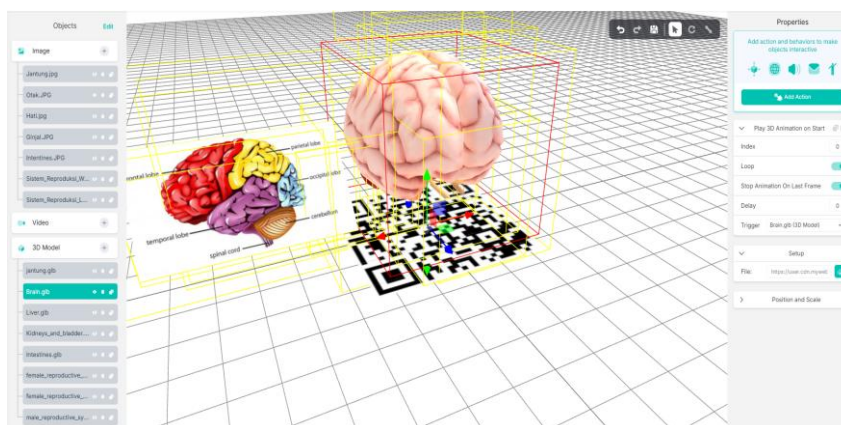 Objects
Edit
Image
Jantung.jpg
Otak.JPG
Hati.jpg
Ginjal.JPG
Intentines.JPG
Sistem_Reproduksi_W...
Sistem_Reproduksi_L...
Video
3D Model
jantung.glb
Brain.glb
Liver.glb
Kidneys_and_bladder...
intestines.glb
female_reproductive_...
female_reproductive_...
male_reproductive_sy...
parietal lobe
occipital lobe
cerebellum
temporal lobe
spinal cord
Properties
Add action and behaviors to make
objects interactive
Add Action
Play 3D Animation on Start
Index
0
Loop
Stop Animation On Last Frame
Delay
0
Trigger
Brain.glb (3D Model)
Setup
File:
Position and Scale